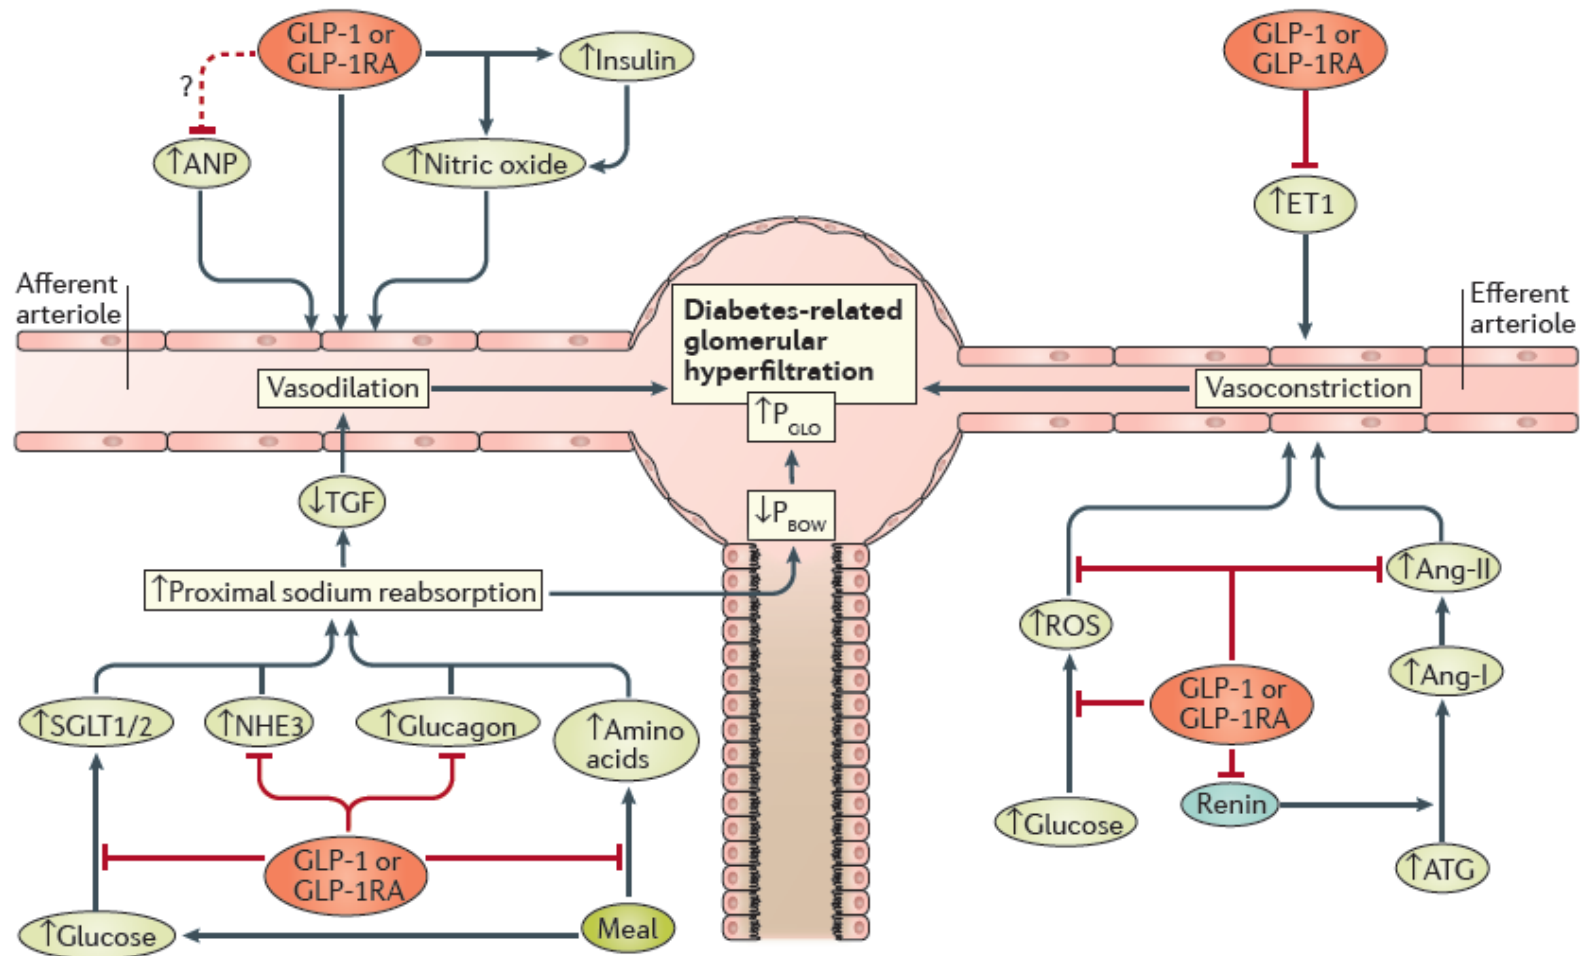 GLP-1 or
GLP-1RA
↑Insulin
?
↑ANP
↑Nitric oxide
GLP-1 or
GLP-1RA
↑ET1
Afferent
arteriole
Efferent
arteriole
Diabetes-related
glomerular
hyperfiltration
Vasodilation
Vasoconstriction
↑PGLO
↓PBOW
↓TGF
↑Proximal sodium reabsorption
↑SGLT1/2
↑NHE3
↑Glucagon
↑Amino
acids
GLP-1 or
GLP-1RA
↑Glucose
Meal
↑Ang-II
↑ROS
↑Ang-I
GLP-1 or
GLP-1RA
Renin
↑Glucose
↑ATG